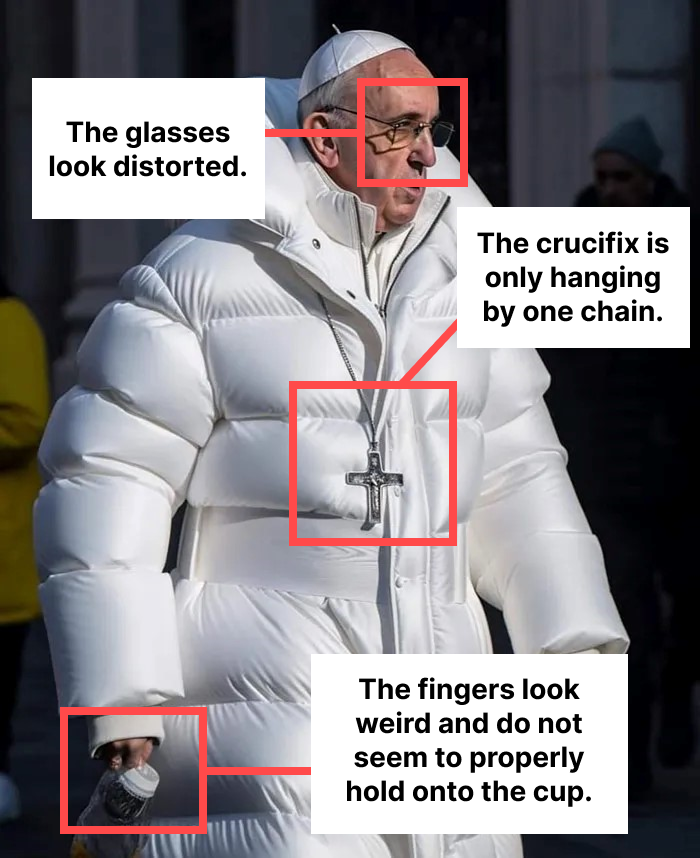 The glasses
look distorted.
The crucifix is
only hanging
by one chain.
The fingers look
weird and do not
seem to properly
hold onto the cup.